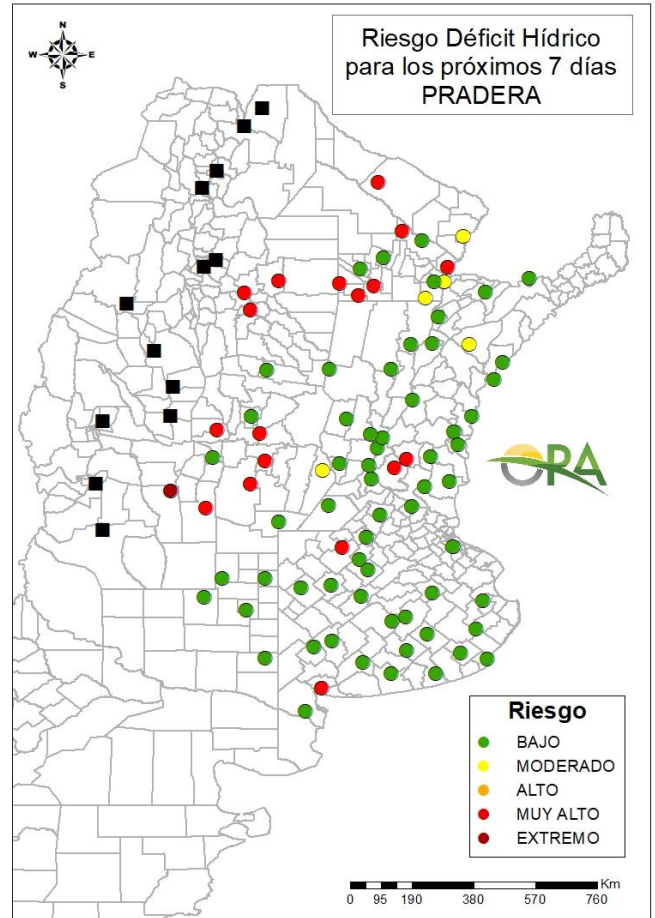 Riesgo Déficit Hídrico
para los próximos 7 días
PRADERA
N
W
E
S
OPA
Riesgo
BAJO
MODERADO
ALTO
MUY ALTO
EXTREMO
Km
0 95 190 380 570 760